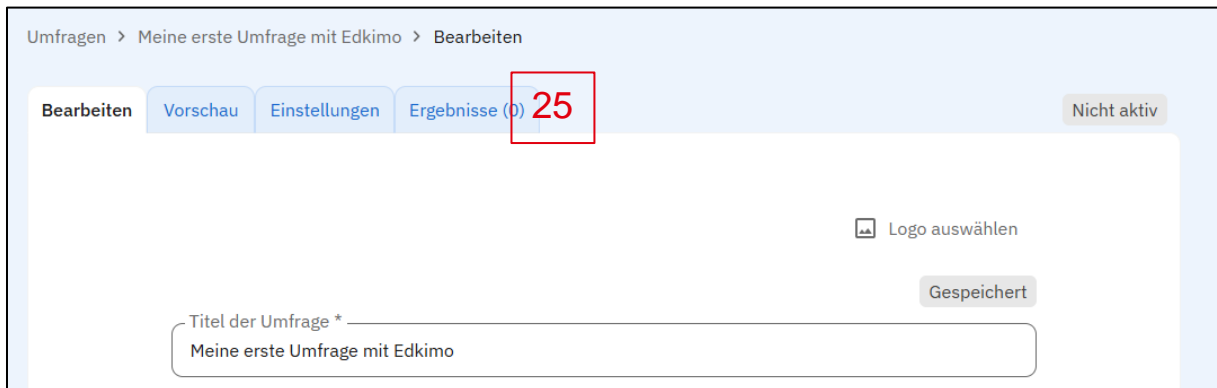 Umfragen > Meine erste Umfrage mit Edkimo > Bearbeiten
Bearbeiten Vorschau Einstellungen Ergebnisse (0) 25 Nicht aktiv
Logo auswählen
Gespeichert
Titel der Umfrage *
Meine erste Umfrage mit Edkimo